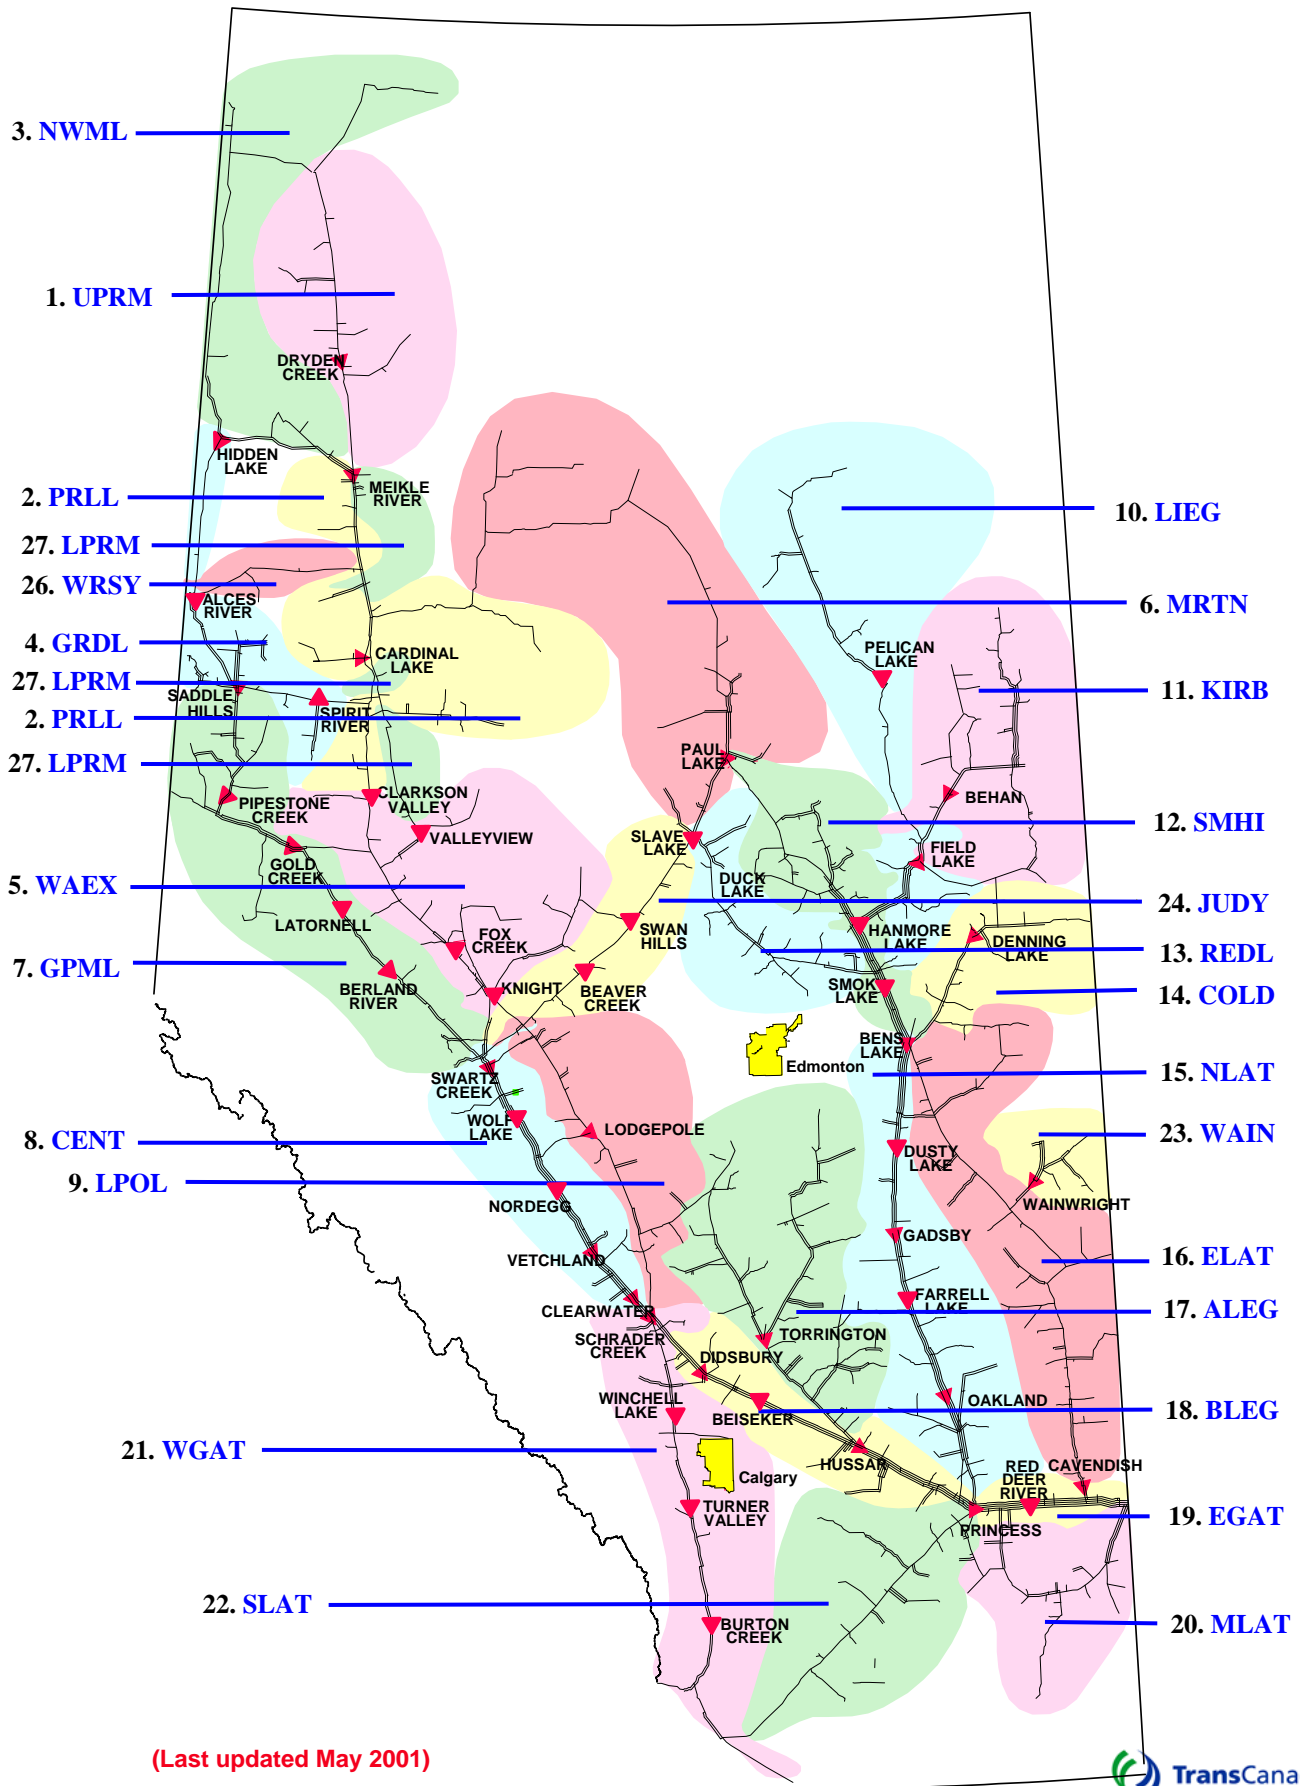 3. NWML
1. UPRM
DRYDEN
CREEK
HIDDEN
LAKE
MEIKLE
RIVER
2. PRLL
10. LIEG
27. LPRM
26. WRSY
ALCES
RIVER
6. MRTN
4. GRDL
CARDINAL
LAKE
PELICAN
LAKE
27. LPRM
SADDLE
HILLS
SPIRIT
RIVER
11. KIRB
2. PRLL
PAUL
LAKE
27. LPRM
PIPESTONE
CREEK
CLARKSON
VALLEY
BEHAN
VALLEYVIEW
SLAVE
LAKE
12. SMHI
FIELD
LAKE
GOLD
CREEK
DUCK
LAKE
5. WAEX
24. JUDY
LATORNELL
SWAN
HILLS
HANMORE
LAKE
FOX
CREEK
DENNING
LAKE
13. REDL
7. GPML
BERLAND
RIVER
KNIGHT
BEAVER
CREEK
SMOK
LAKE
14. COLD
BENS
LAKE
Edmonton
SWARTZ
CREEK
15. NLAT
WOLF
LAKE
LODGEPOLE
23. WAIN
8. CENT
DUSTY
LAKE
9. LPOL
NORDEGG
WAINWRIGHT
GADSBY
VETCHLAND
16. ELAT
FARRELL
LAKE
CLEARWATER
17. ALEG
SCHRADER
CREEK
TORRINGTON
DIDSBURY
WINCHELL
LAKE
BEISEKER
OAKLAND
18. BLEG
21. WGAT
HUSSAR
RED
DEER
RIVER
CAVENDISH
Calgary
TURNER
VALLEY
PRINCESS
19. EGAT
22. SLAT
BURTON
CREEK
20. MLAT
(Last updated May 2001)
TransCana